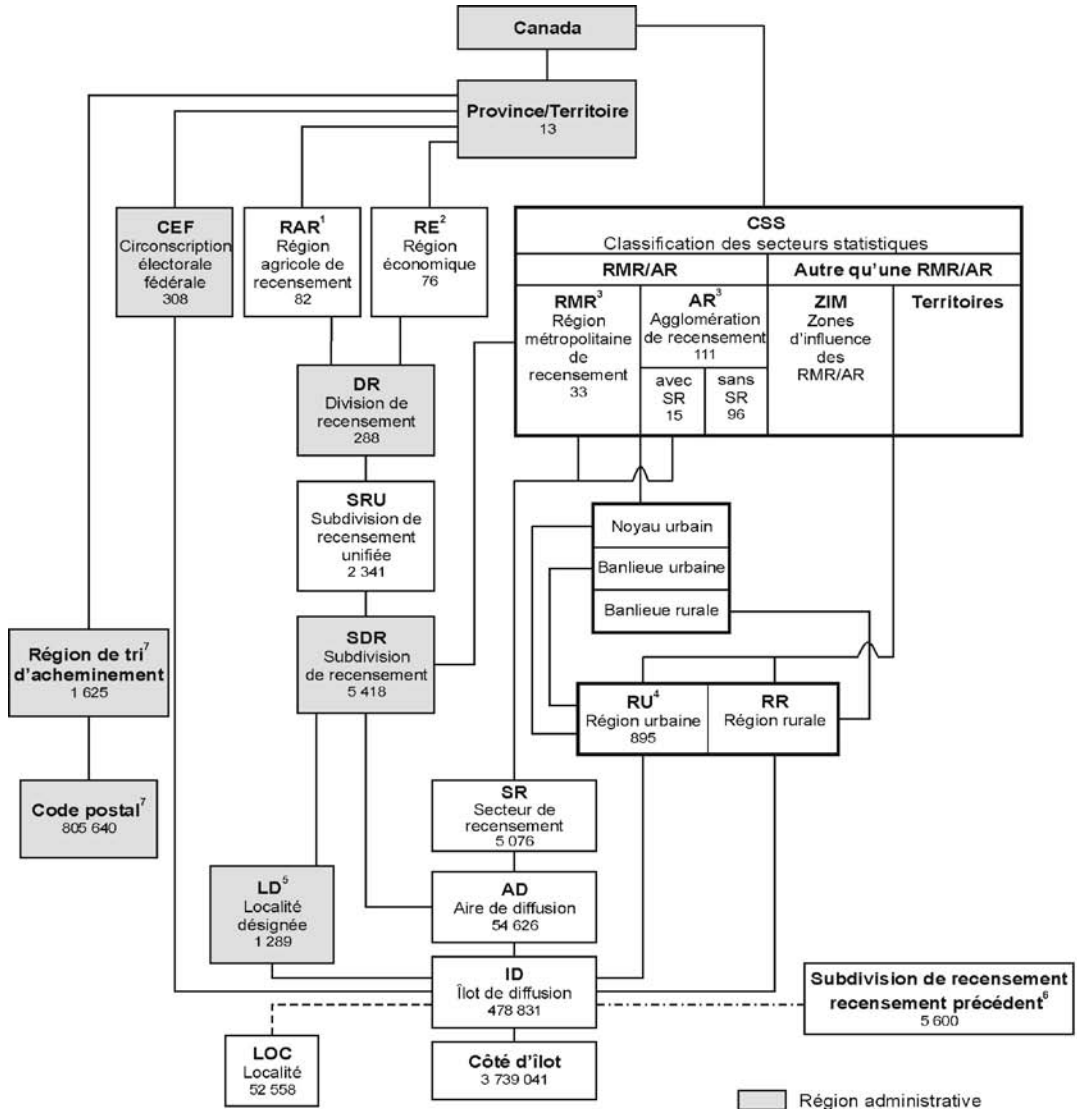 Canada
Province/Territoire
13
CEF
Circonscription
électorale
fédérale
308
RAR¹
Région
agricole de
recensement
82
RE²
Région
économique
76
CSS
Classification des secteurs statistiques
RMR/AR
Autre qu'une RMR/AR
RMR³
Région
métropolitaine
de
recensement
33
AR³
Agglomération
de recensement
111
avec
SR
15
sans
SR
96
ZIM
Zones
d'influence
des
RMR/AR
Territoires
DR
Division de
recensement
288
SRU
Subdivision de
recensement
unifiée
2 341
Noyau urbain
Banlieue urbaine
Banlieue rurale
SDR
Subdivision
de recensement
5 418
Région de tri⁷
d'acheminement
1 625
RU⁴
Région urbaine
895
RR
Région rurale
Code postal⁷
805 640
SR
Secteur de
recensement
5 076
LD⁵
Localité
désignée
1 289
AD
Aire de diffusion
54 626
ID
Îlot de diffusion
478 831
Subdivision de recensement
recensement précédent⁶
5 600
LOC
Localité
52 558
Côté d'îlot
3 739 041
Région administrative